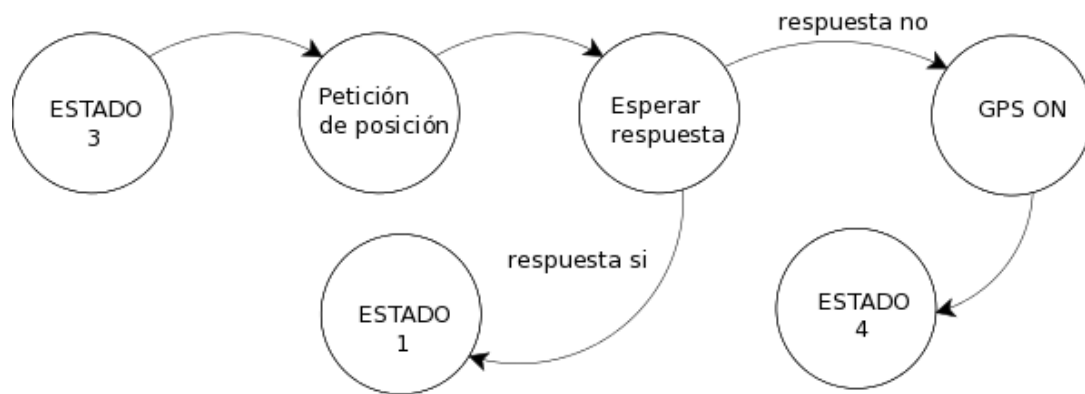 respuesta no
ESTADO
3
Petición
de posición
Esperar
respuesta
GPS ON
respuesta si
ESTADO
1
ESTADO
4